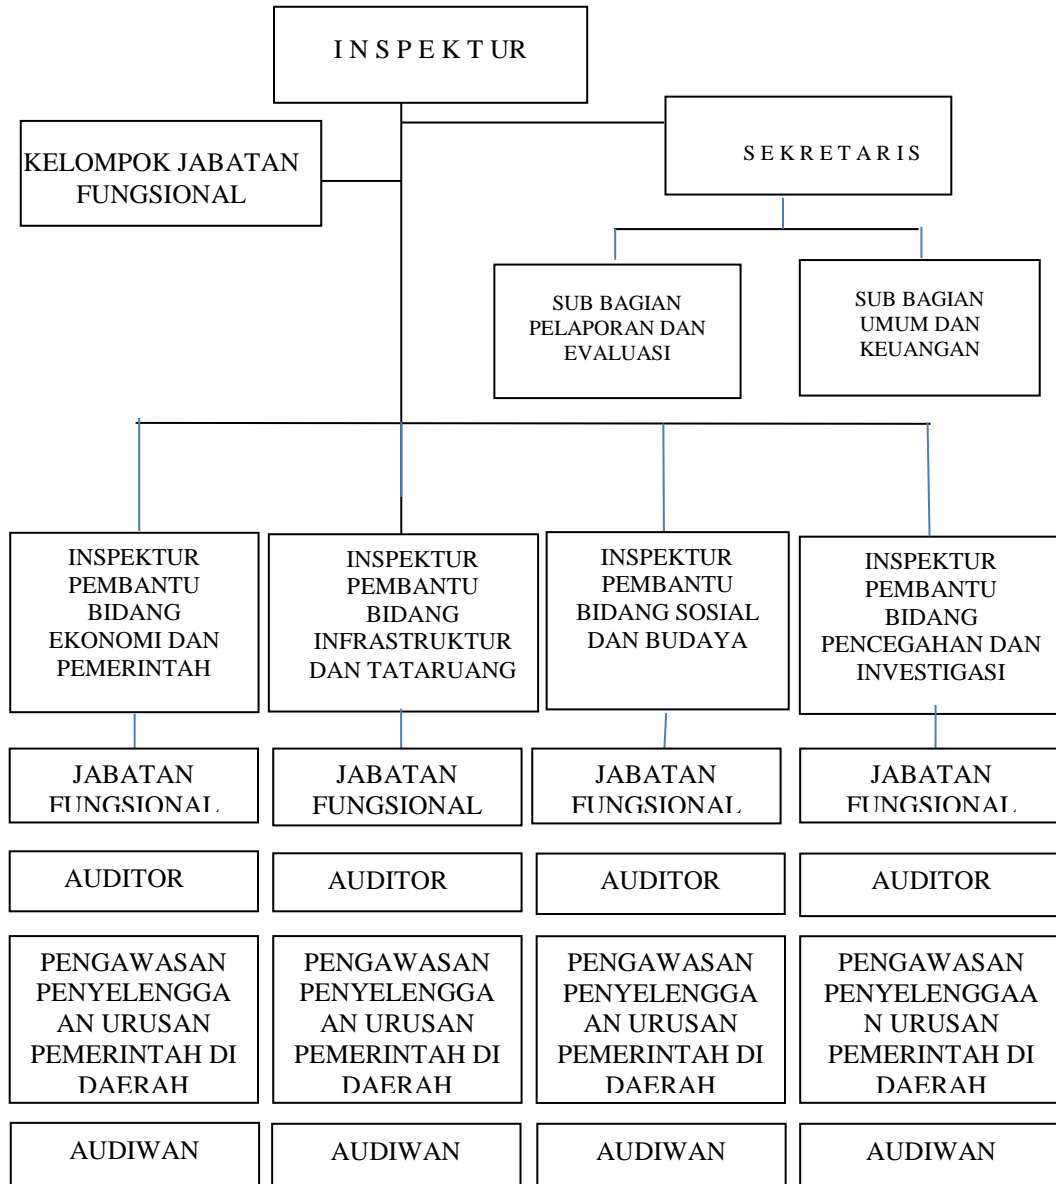 I N S P E K T UR
S E K R E T A R I S
KELOMPOK JABATAN
FUNGSIONAL
SUB BAGIAN
PELAPORAN DAN
EVALUASI
SUB BAGIAN
UMUM DAN
KEUANGAN
INSPEKTUR
PEMBANTU
BIDANG
EKONOMI DAN
PEMERINTAH
INSPEKTUR
PEMBANTU
BIDANG
INFRASTRUKTUR
DAN TATARUANG
INSPEKTUR
PEMBANTU
BIDANG SOSIAL
DAN BUDAYA
INSPEKTUR
PEMBANTU
BIDANG
PENCEGAHAN DAN
INVESTIGASI
JABATAN
FUNGSIONAL
JABATAN
FUNGSIONAL
JABATAN
FUNGSIONAL
JABATAN
FUNGSIONAL
AUDITOR
AUDITOR
AUDITOR
AUDITOR
PENGAWASAN
PENYELENGGA
AN URUSAN
PEMERINTAH DI
DAERAH
PENGAWASAN
PENYELENGGA
AN URUSAN
PEMERINTAH DI
DAERAH
PENGAWASAN
PENYELENGGA
AN URUSAN
PEMERINTAH DI
DAERAH
PENGAWASAN
PENYELENGGAA
N URUSAN
PEMERINTAH DI
DAERAH
AUDIWAN
AUDIWAN
AUDIWAN
AUDIWAN